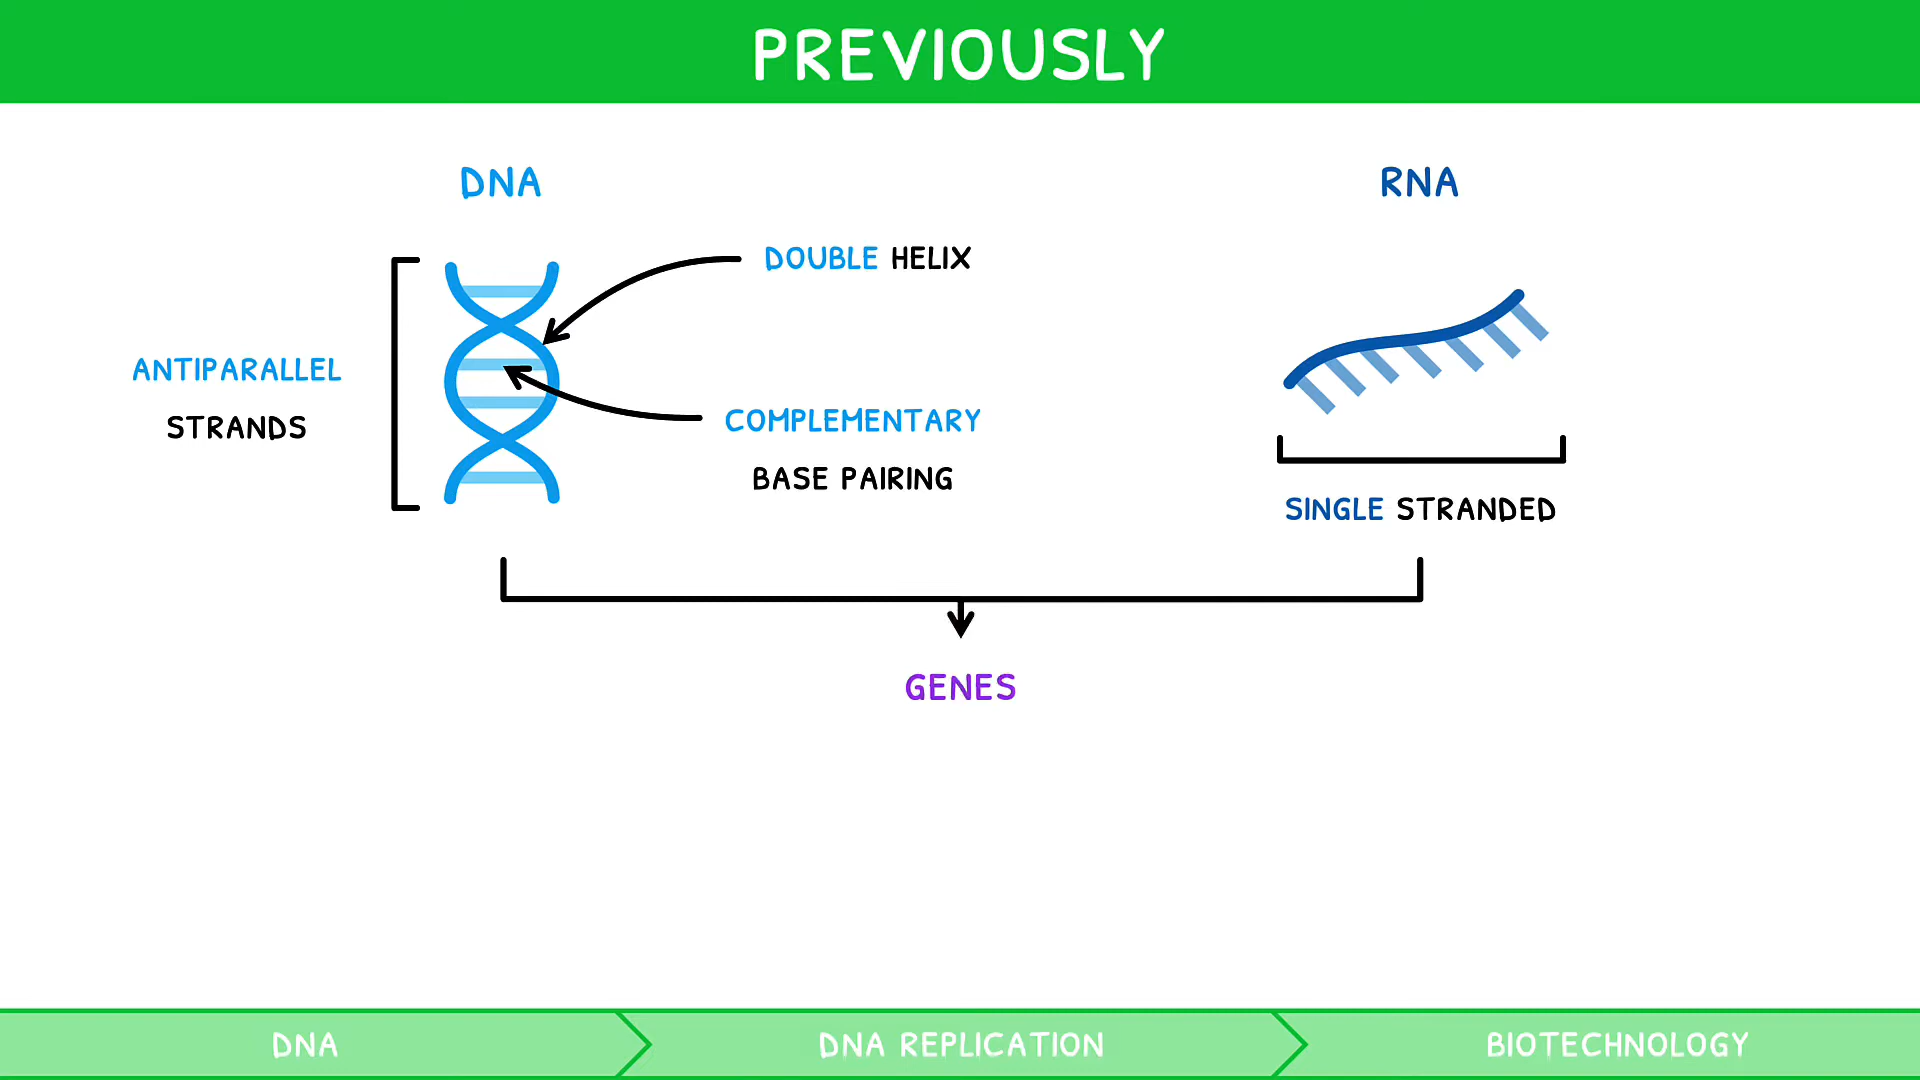 PREVIOUSLY
DNA
RNA
DOUBLE HELIX
ANTIPARALLEL
STRANDS
COMPLEMENTARY
BASE PAIRING
SINGLE STRANDED
GENES
DNA
DNA REPLICATION
BIOTECHNOLOGY